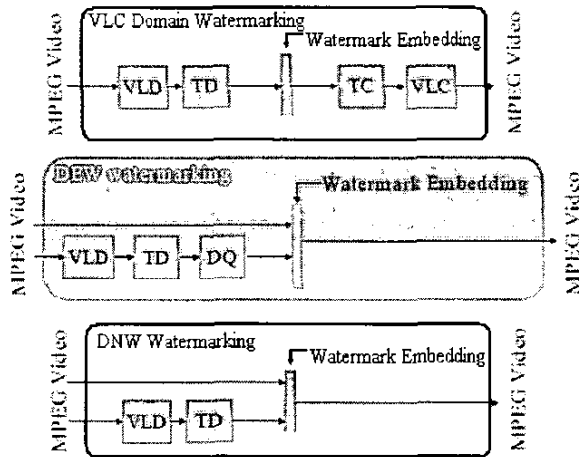 VLC Domain Watermarking
Watermark Embedding
MPEG Video
VLD
TD
TC
VLC
MPEG Video
DEW watermarking
Watermark Embedding
MPEG Video
VLD
TD
DQ
MPEG Video
DNW Watermarking
Watermark Embedding
MPEG Video
VLD
TD
MPEG Video